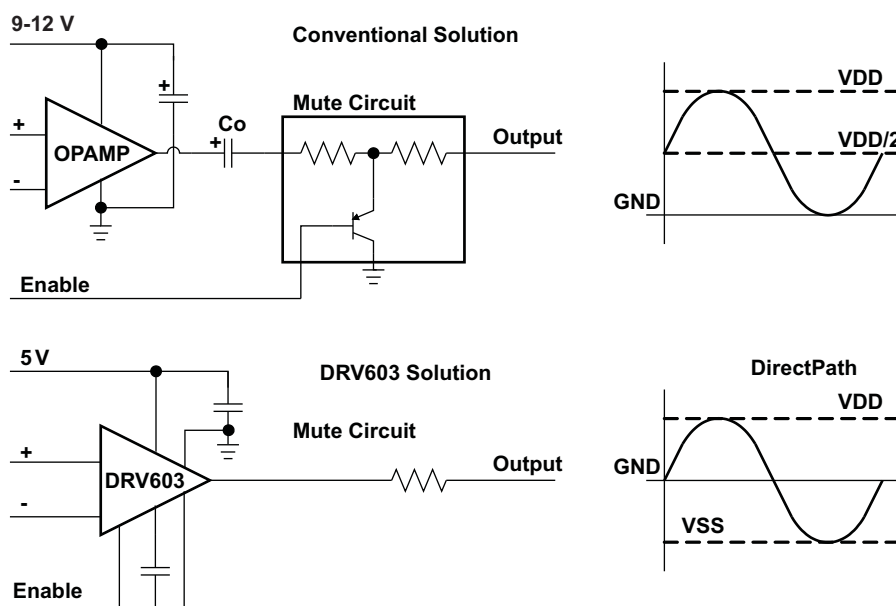 9-12 V
Conventional Solution
Mute Circuit
+
Co
+
+
OPAMP
-
Output
Enable
VDD
VDD/2
GND
5 V
DRV603 Solution
DirectPath
Mute Circuit
VDD
+
DRV603
Output
GND
-
VSS
Enable